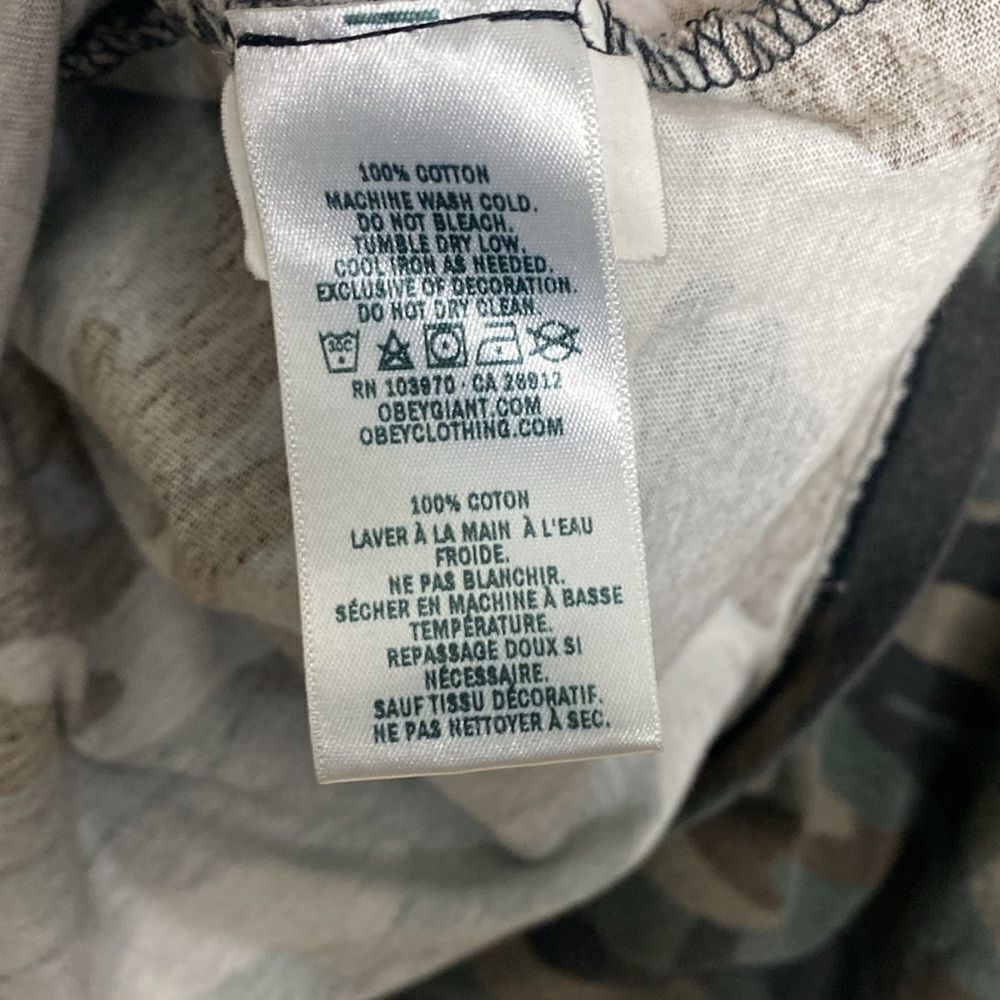 100% COTTON
MACHINE WASH COLD.
DO NOT BLEACH.
TUMBLE DRY LOW.
COOL IRON AS NEEDED.
EXCLUSIVE OF DECORATION.
DO NOT DRY CLEAN.
30C
RN 103970 · CA 28912
OBEYGIANT.COM
OBEYCLOTHING.COM
100% COTON
LAVER À LA MAIN À L'EAU
FROIDE.
NE PAS BLANCHIR.
SÉCHER EN MACHINE À BASSE
TEMPÉRATURE.
REPASSAGE DOUX SI
NÉCESSAIRE.
SAUF TISSU DÉCORATIF.
NE PAS NETTOYER À SEC.